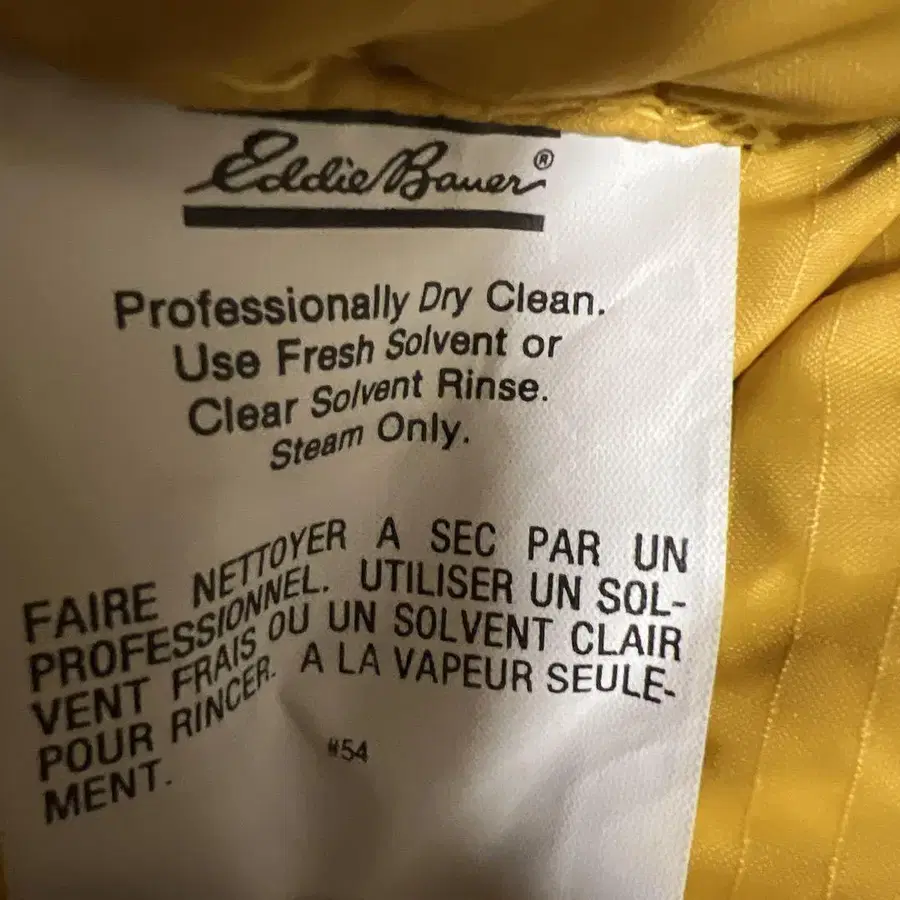 Eddie Bauer®
Professionally Dry Clean.
Use Fresh Solvent or
Clear Solvent Rinse.
Steam Only.
FAIRE NETTOYER A SEC PAR UN
PROFESSIONNEL. UTILISER UN SOL-
VENT FRAIS OU UN SOLVENT CLAIR
POUR RINCER. A LA VAPEUR SEULE-
MENT.
#54